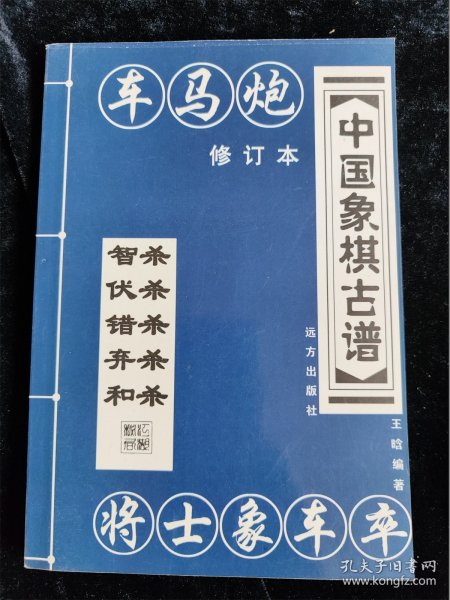 车马炮
修订本
中国象棋古谱
智杀
伏杀
错杀
弃杀
和杀
远方出版社
王晗编著
将士象车卒
孔夫子旧书网
www.kongfz.com